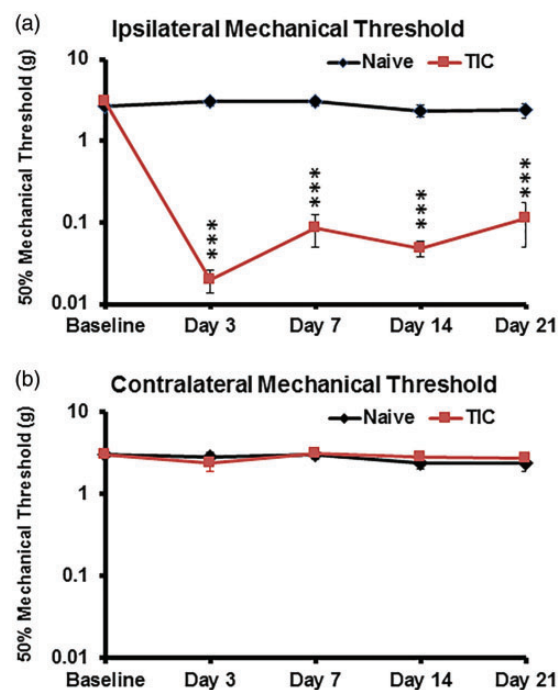 (a) Ipsilateral Mechanical Threshold
Naive TIC
50% Mechanical Threshold (g)
10
1
0.1
0.01
***
***
***
***
Baseline Day 3 Day 7 Day 14 Day 21
(b) Contralateral Mechanical Threshold
Naive TIC
50% Mechanical Threshold (g)
10
1
0.1
0.01
Baseline Day 3 Day 7 Day 14 Day 21